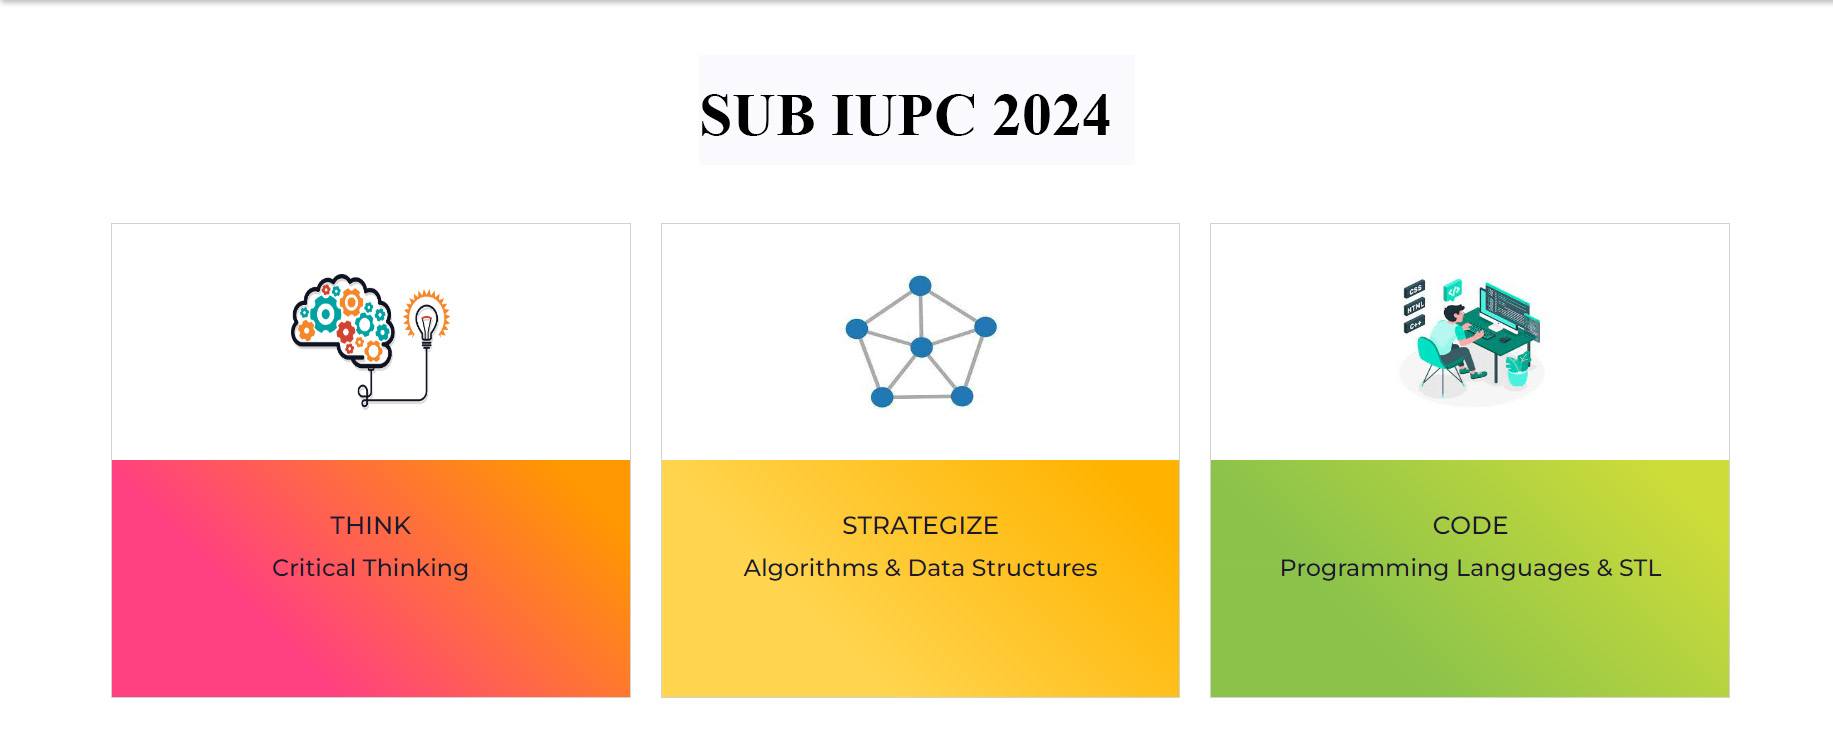 SUB IUPC 2024
CSS
HTML
C++
</>
THINK
Critical Thinking
STRATEGIZE
Algorithms & Data Structures
CODE
Programming Languages & STL